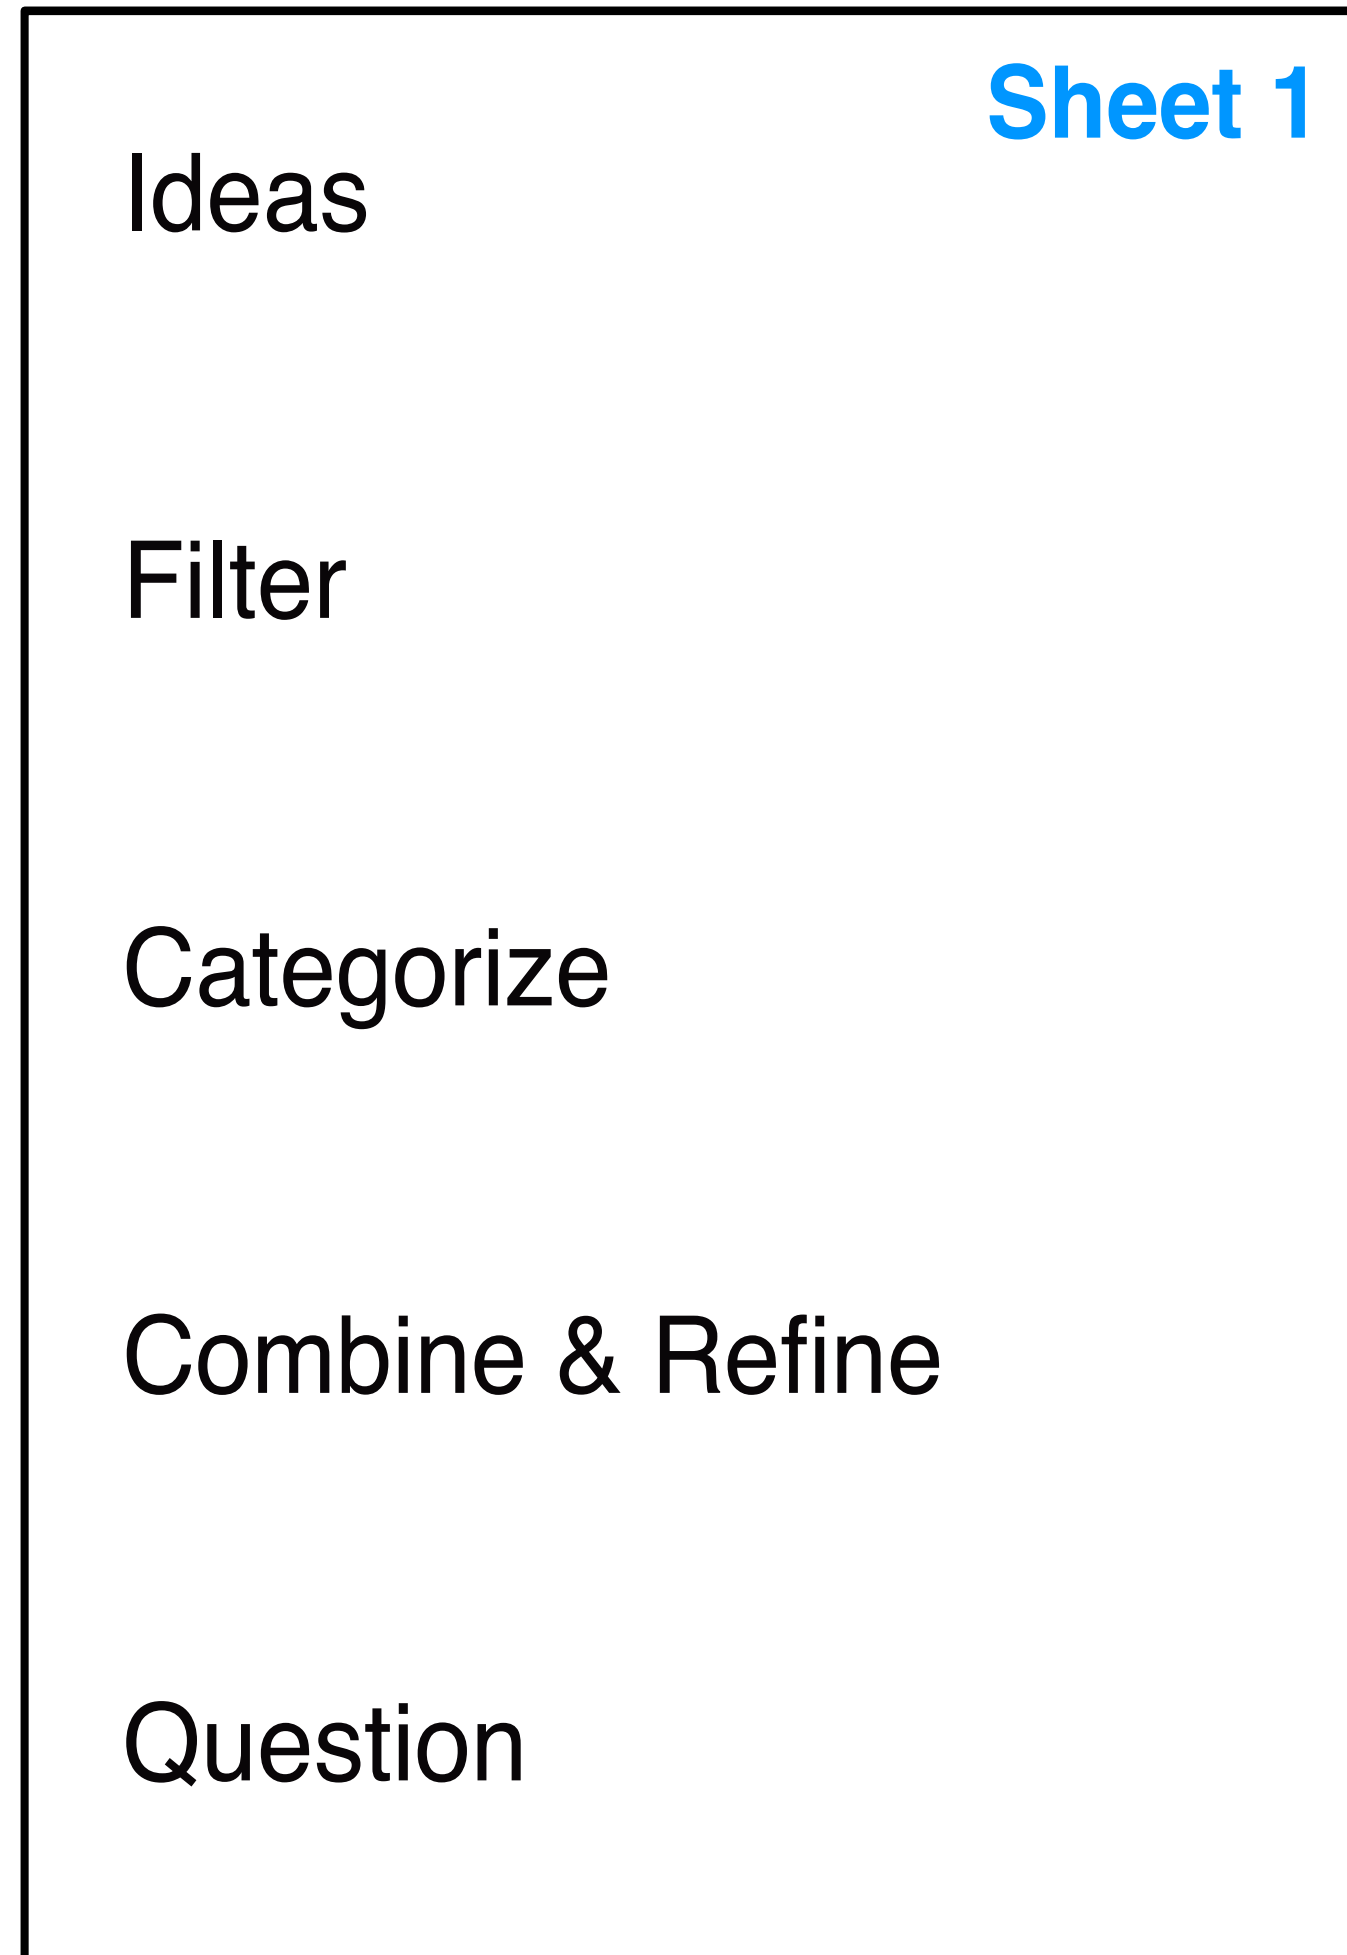 Sheet 1
Ideas
Filter
Categorize
Combine & Refine
Question